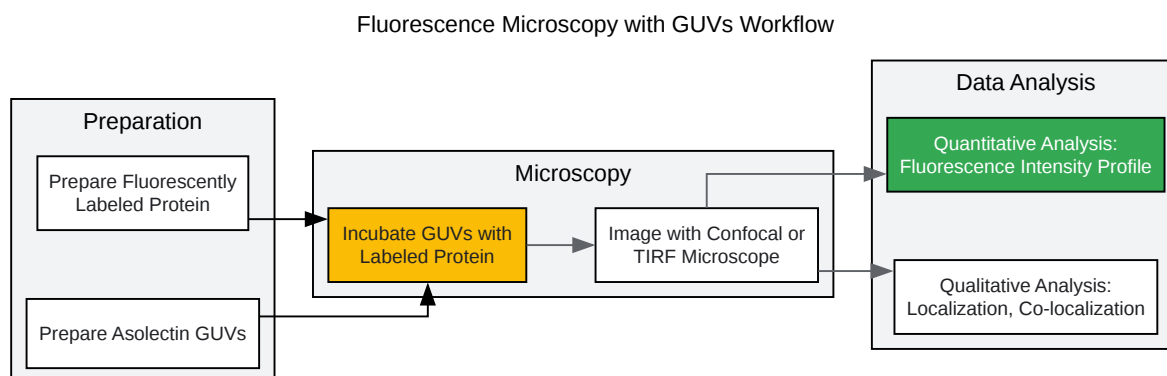 Fluorescence Microscopy with GUVs Workflow
Preparation
Prepare Fluorescently
Labeled Protein
Prepare Asolectin GUVs
Microscopy
Incubate GUVs with
Labeled Protein
Image with Confocal or
TIRF Microscope
Data Analysis
Quantitative Analysis:
Fluorescence Intensity Profile
Qualitative Analysis:
Localization, Co-localization